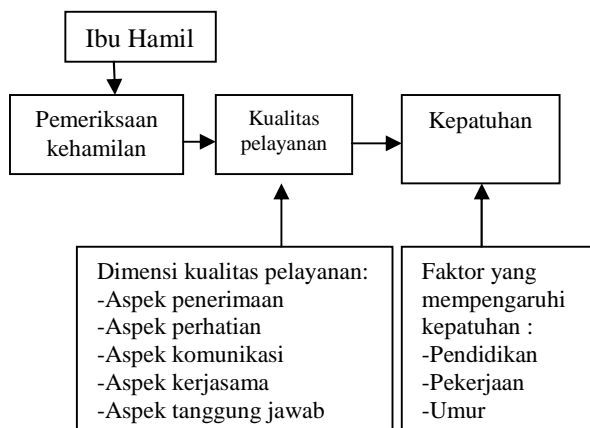 Ibu Hamil
Pemeriksaan
kehamilan
Kualitas
pelayanan
Kepatuhan
Dimensi kualitas pelayanan:
-Aspek penerimaan
-Aspek perhatian
-Aspek komunikasi
-Aspek kerjasama
-Aspek tanggung jawab
Faktor yang
mempengaruhi
kepatuhan :
-Pendidikan
-Pekerjaan
-Umur